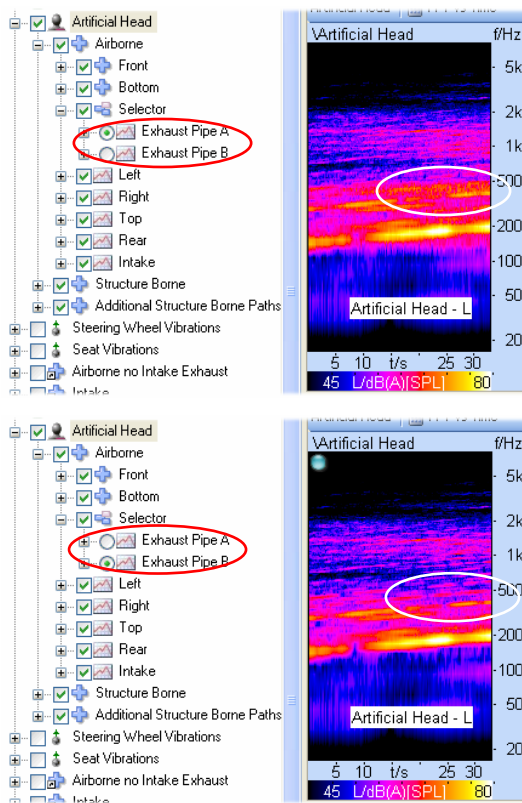 Artificial Head
Airborne
Front
Bottom
Selector
Exhaust Pipe A
Exhaust Pipe B
Left
Right
Top
Rear
Intake
Structure Borne
Additional Structure Borne Paths
Steering Wheel Vibrations
Seat Vibrations
Airborne no Intake Exhaust
Intake
\Artificial Head f/Hz
5k
2k
1k
500
200
100
50
20
Artificial Head - L
5 10 t/s 25 30
45 L/dB(A)[SPL] 80
Artificial Head
Airborne
Front
Bottom
Selector
Exhaust Pipe A
Exhaust Pipe B
Left
Right
Top
Rear
Intake
Structure Borne
Additional Structure Borne Paths
Steering Wheel Vibrations
Seat Vibrations
Airborne no Intake Exhaust
\Artificial Head f/Hz
5k
2k
1k
500
200
100
50
20
Artificial Head - L
5 10 t/s 25 30
45 L/dB(A)[SPL] 80